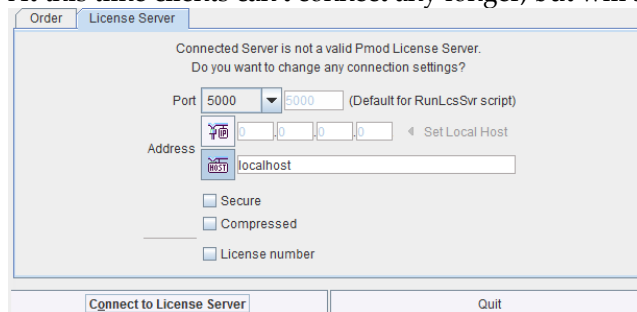 Order License Server
Connected Server is not a valid Pmod License Server.
Do you want to change any connection settings?
Port 5000 5000 (Default for RunLcsSvr script)
IP 0 .0 .0 .0 Set Local Host
Address
HOST localhost
Secure
Compressed
License number
Connect to License Server Quit